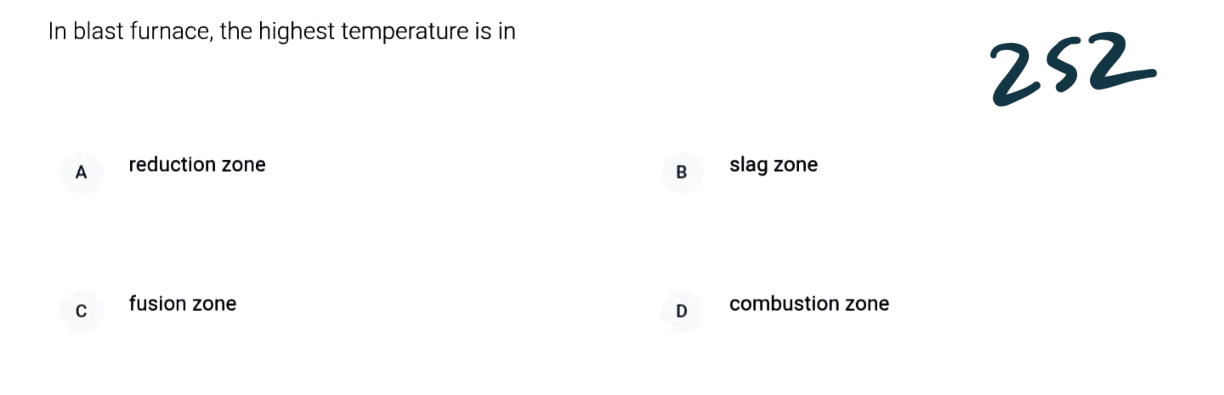 In blast furnace, the highest temperature is in
252
A reduction zone
B slag zone
C fusion zone
D combustion zone